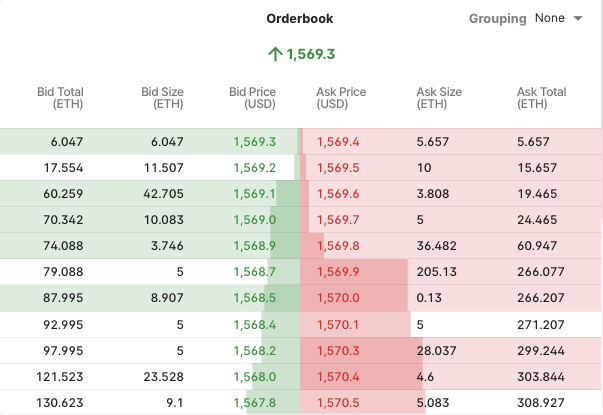 Orderbook Grouping None
1,569.3
Bid Total (ETH) Bid Size (ETH) Bid Price (USD) Ask Price (USD) Ask Size (ETH) Ask Total (ETH)
6.047 6.047 1,569.3 1,569.4 5.657 5.657
17.554 11.507 1,569.2 1,569.5 10 15.657
60.259 42.705 1,569.1 1,569.6 3.808 19.465
70.342 10.083 1,569.0 1,569.7 5 24.465
74.088 3.746 1,568.9 1,569.8 36.482 60.947
79.088 5 1,568.7 1,569.9 205.13 266.077
87.995 8.907 1,568.5 1,570.0 0.13 266.207
92.995 5 1,568.4 1,570.1 5 271.207
97.995 5 1,568.2 1,570.3 28.037 299.244
121.523 23.528 1,568.0 1,570.4 4.6 303.844
130.623 9.1 1,567.8 1,570.5 5.083 308.927